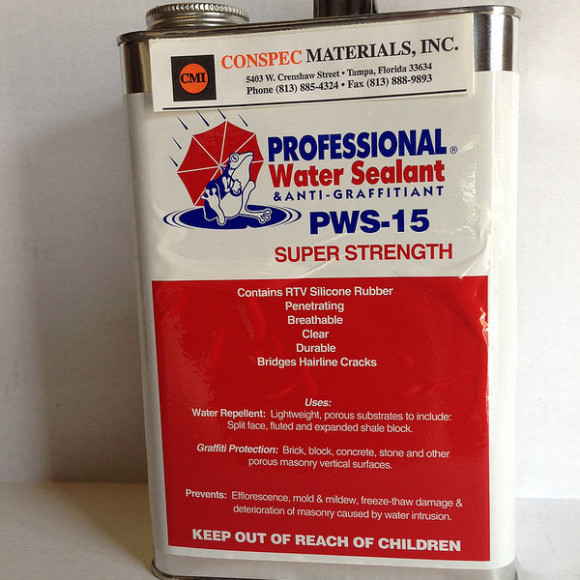 CMI
CONSPEC MATERIALS, INC.
5403 W. Crenshaw Street • Tampa, Florida 33634
Phone (813) 885-4324 • Fax (813) 888-9893
PROFESSIONAL®
Water Sealant
& ANTI-GRAFFITIANT
PWS-15
SUPER STRENGTH
Contains RTV Silicone Rubber
Penetrating
Breathable
Clear
Durable
Bridges Hairline Cracks
Uses:
Water Repellent: Lightweight, porous substrates to include:
Split face, fluted and expanded shale block.
Graffiti Protection: Brick, block, concrete, stone and other
porous masonry vertical surfaces.
Prevents: Efflorescence, mold & mildew, freeze-thaw damage &
deterioration of masonry caused by water intrusion.
KEEP OUT OF REACH OF CHILDREN